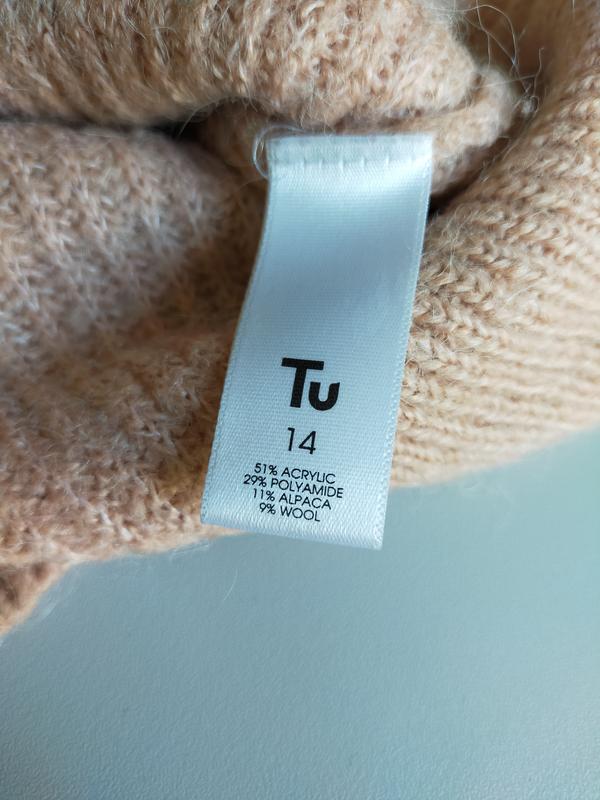 Tu
14
51% ACRYLIC
29% POLYAMIDE
11% ALPACA
9% WOOL